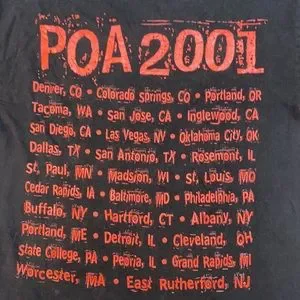 POA 2001
Denver, CO • Colorado Springs, CO • Portland, OR
Tacoma, WA • San Jose, CA • Inglewood, CA
San Diego, CA • Las Vegas, NV • Oklahoma City, OK
Dallas, TX • San Antonio, TX • Rosemont, IL
St. Paul, MN • Madsion, WI • St. Louis, MO
Cedar Rapids, IA • Baltimore, MD • Philadelphia, PA
Buffalo, NY • Hartford, CT • Albany, NY
Portland, ME • Detroit, IL • Cleveland, OH
State College, PA • Peoria, IL • Grand Rapids, MI
Worcester, MA • East Rutherford, NJ